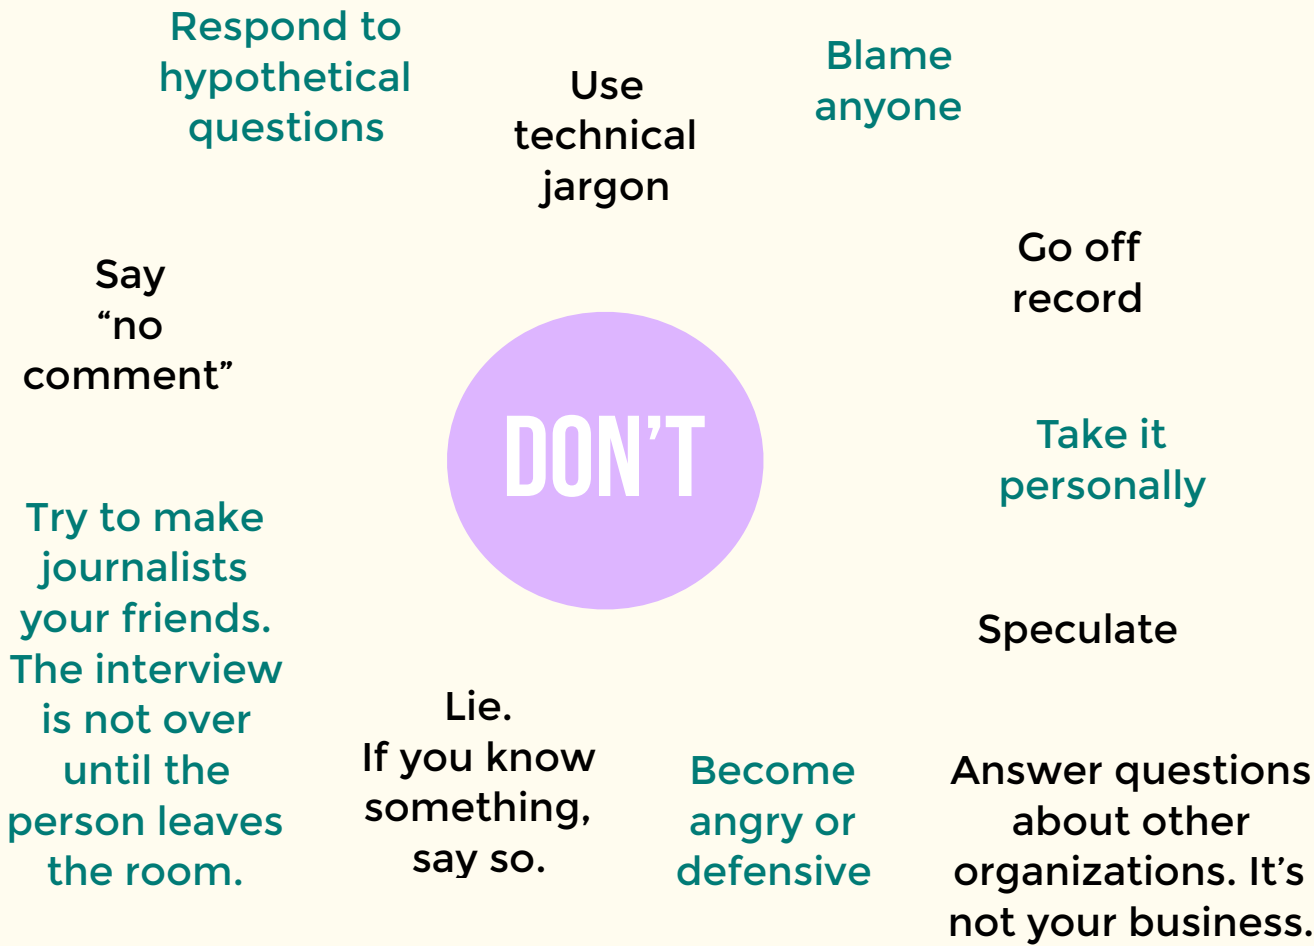 Respond to
hypothetical
questions
Use
technical
jargon
Blame
anyone
Go off
record
Say
“no
comment”
DON’T
Take it
personally
Try to make
journalists
your friends.
The interview
is not over
until the
person leaves
the room.
Speculate
Lie.
If you know
something,
say so.
Become
angry or
defensive
Answer questions
about other
organizations. It’s
not your business.